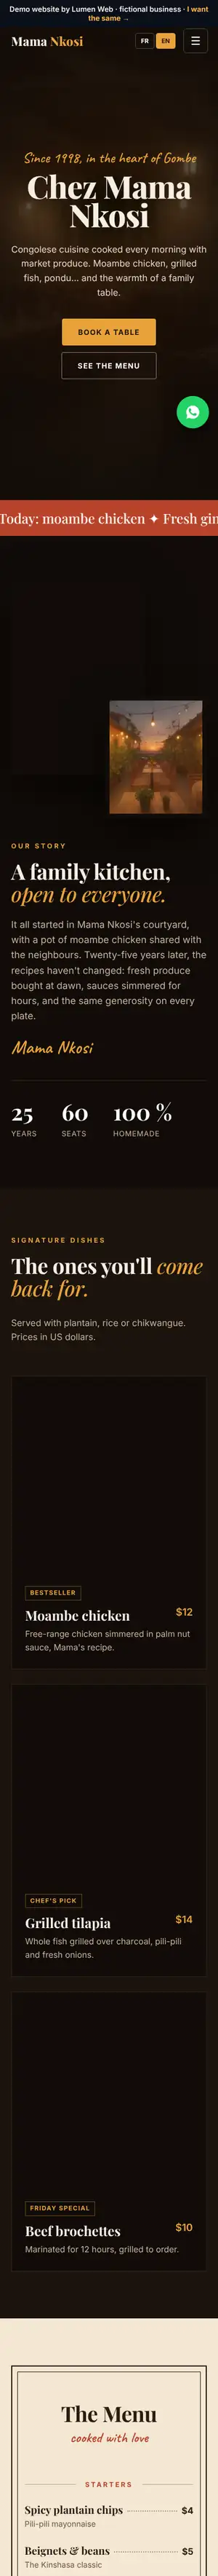 Demo website by Lumen Web · fictional business · I want
the same →
Mama Nkosi
FR
EN
Since 1998, in the heart of Gombe
Chez Mama
Nkosi
Congolese cuisine cooked every morning with
market produce. Moambe chicken, grilled
fish, pondu... and the warmth of a family
table.
BOOK A TABLE
SEE THE MENU
Today: moambe chicken ✦ Fresh gin
OUR STORY
A family kitchen,
open to everyone.
It all started in Mama Nkosi's courtyard,
with a pot of moambe chicken shared with
the neighbours. Twenty-five years later, the
recipes haven't changed: fresh produce
bought at dawn, sauces simmered for
hours, and the same generosity on every
plate.
Mama Nkosi
25 60 100 %
YEARS SEATS HOMEMADE
SIGNATURE DISHES
The ones you'll come
back for.
Served with plantain, rice or chikwangue.
Prices in US dollars.
BESTSELLER
Moambe chicken $12
Free-range chicken simmered in palm nut
sauce, Mama's recipe.
CHEF'S PICK
Grilled tilapia $14
Whole fish grilled over charcoal, pili-pili
and fresh onions.
FRIDAY SPECIAL
Beef brochettes $10
Marinated for 12 hours, grilled to order.
The Menu
cooked with love
STARTERS
Spicy plantain chips $4
Pili-pili mayonnaise
Beignets & beans $5
The Kinshasa classic